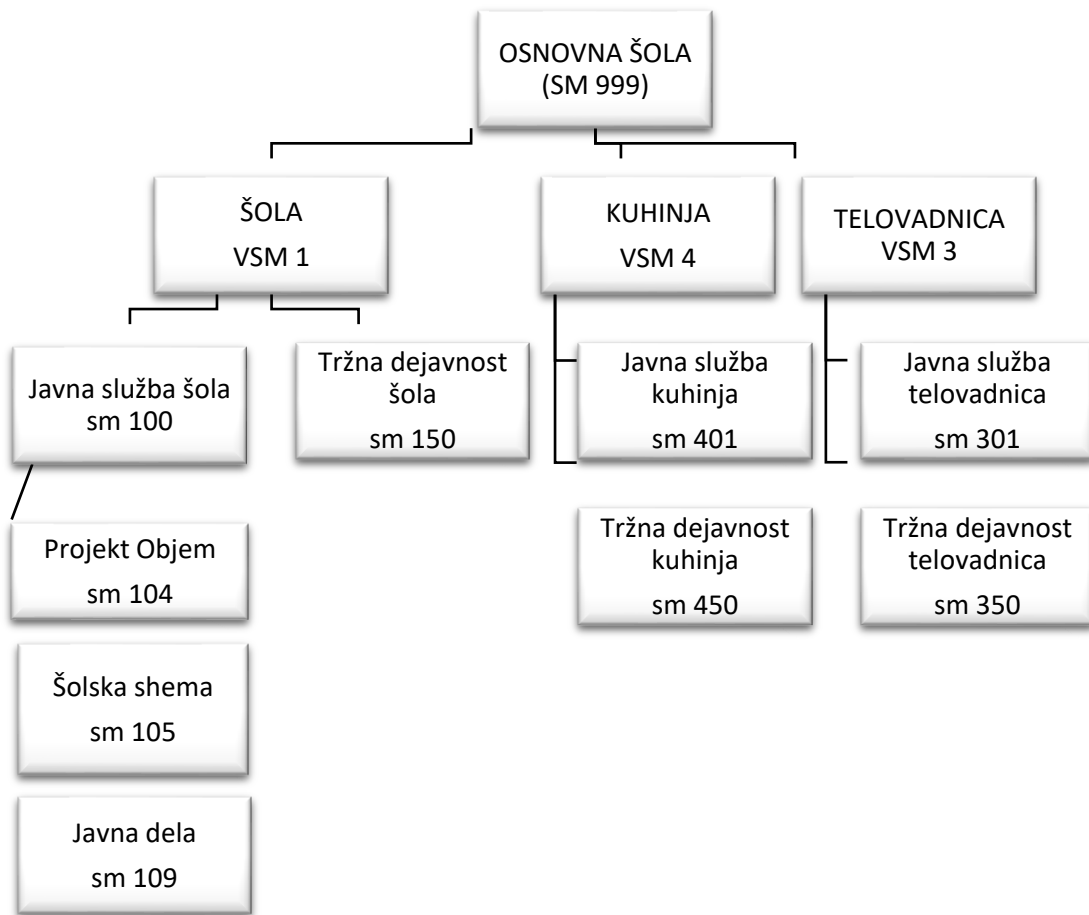 OSNOVNA ŠOLA
(SM 999)
ŠOLA
VSM 1
KUHINJA
VSM 4
TELOVADNICA
VSM 3
Javna služba šola
sm 100
Tržna dejavnost
šola
sm 150
Javna služba
kuhinja
sm 401
Javna služba
telovadnica
sm 301
Projekt Objem
sm 104
Tržna dejavnost
kuhinja
sm 450
Tržna dejavnost
telovadnica
sm 350
Šolska shema
sm 105
Javna dela
sm 109